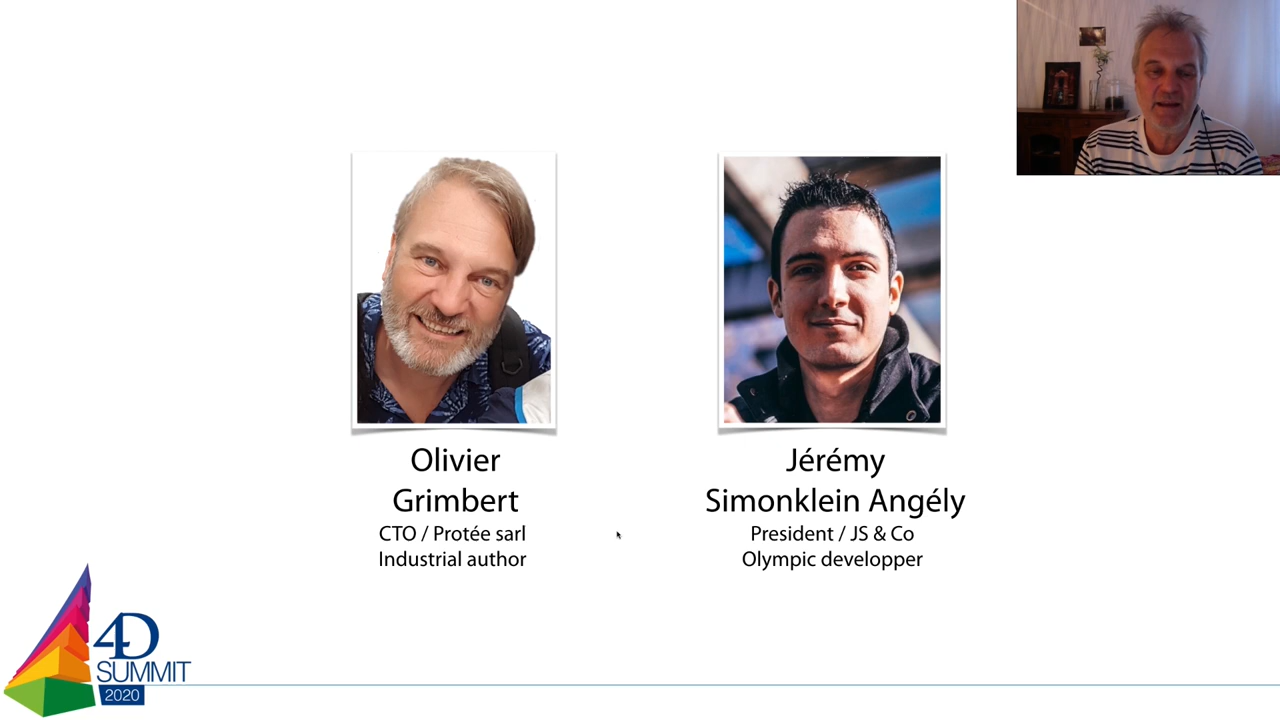 Olivier
Grimbert
CTO / Protée sarl
Industrial author
Jérémy
Simonklein Angély
President / JS & Co
Olympic developper
4D
SUMMIT
2020